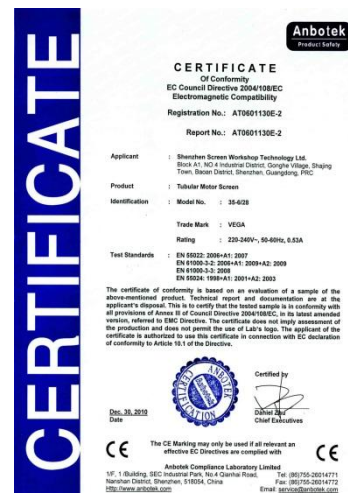 CERTIFICATE
Anbotek
Product Safety
CERTIFICATE
Of Conformity
EC Council Directive 2004/108/EC
Electromagnetic Compatibility
Registration No.: AT0601130E-2
Report No.: AT0601130E-2
Applicant : Shenzhen Screen Workshop Technology Ltd.
Block A1, NO.4 Industrial District, Gonghe Village, Shajing
Town, Baoan District, Shenzhen, Guangdong, PRC
Product : Tubular Motor Screen
Identification : Model No. : 35-6/28
Trade Mark : VEGA
Rating : 220-240V~, 50-60Hz, 0.53A
Test Standards : EN 55022: 2006+A1: 2007
EN 61000-3-2: 2006+A1: 2009+A2: 2009
EN 61000-3-3: 2008
EN 55024: 1998+A1: 2001+A2: 2003
The certificate of conformity is based on an evaluation of a sample of the
above-mentioned product. Technical report and documentation are at the
applicant's disposal. This is to certify that the tested sample is in conformity with
all provisions of Annex III of Council Directive 2004/108/EC, in its latest amended
version, referred to EMC Directive. The certificate does not imply assessment of
the production and does not permit the use of Lab's logo. The applicant of the
certificate is authorized to use this certificate in connection with EC declaration
of conformity to Article 10.1 of the Directive.
Certified by
ANBOTEK
Anbotek
CERTIFICATION
Dec. 30, 2010
Date
Daniel
Chief Executives
CE
The CE Marking may only be used if all relevant an
effective EC Directives are complied with
CE
Anbotek Compliance Laboratory Limited
1/F, 1 /Building, SEC Industrial Park, No.4 Qianhai Road,
Nanshan District, Shenzhen, 518054, China
Http://www.anbotek.com
Tel: (86)755-26014771
Fax: (86)755-26014772
Email: service@anbotek.com